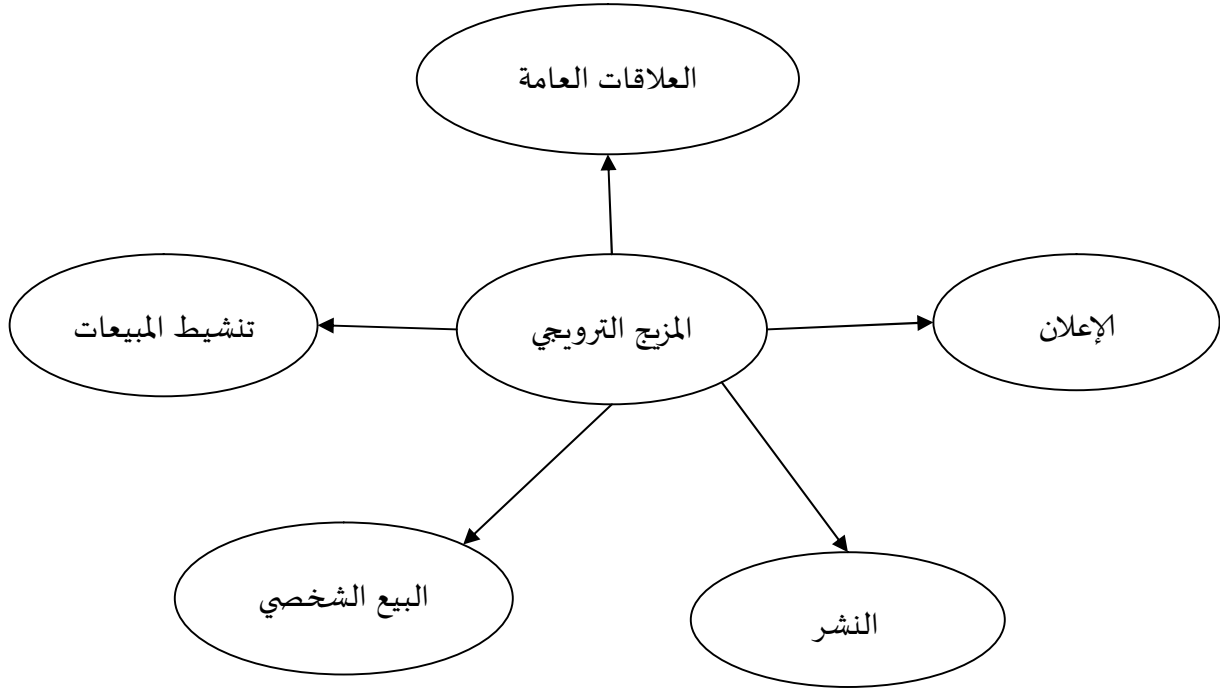 العلاقات العامة
الإعلان
المزيج الترويجي
تنشيط المبيعات
البيع الشخصي
النشر